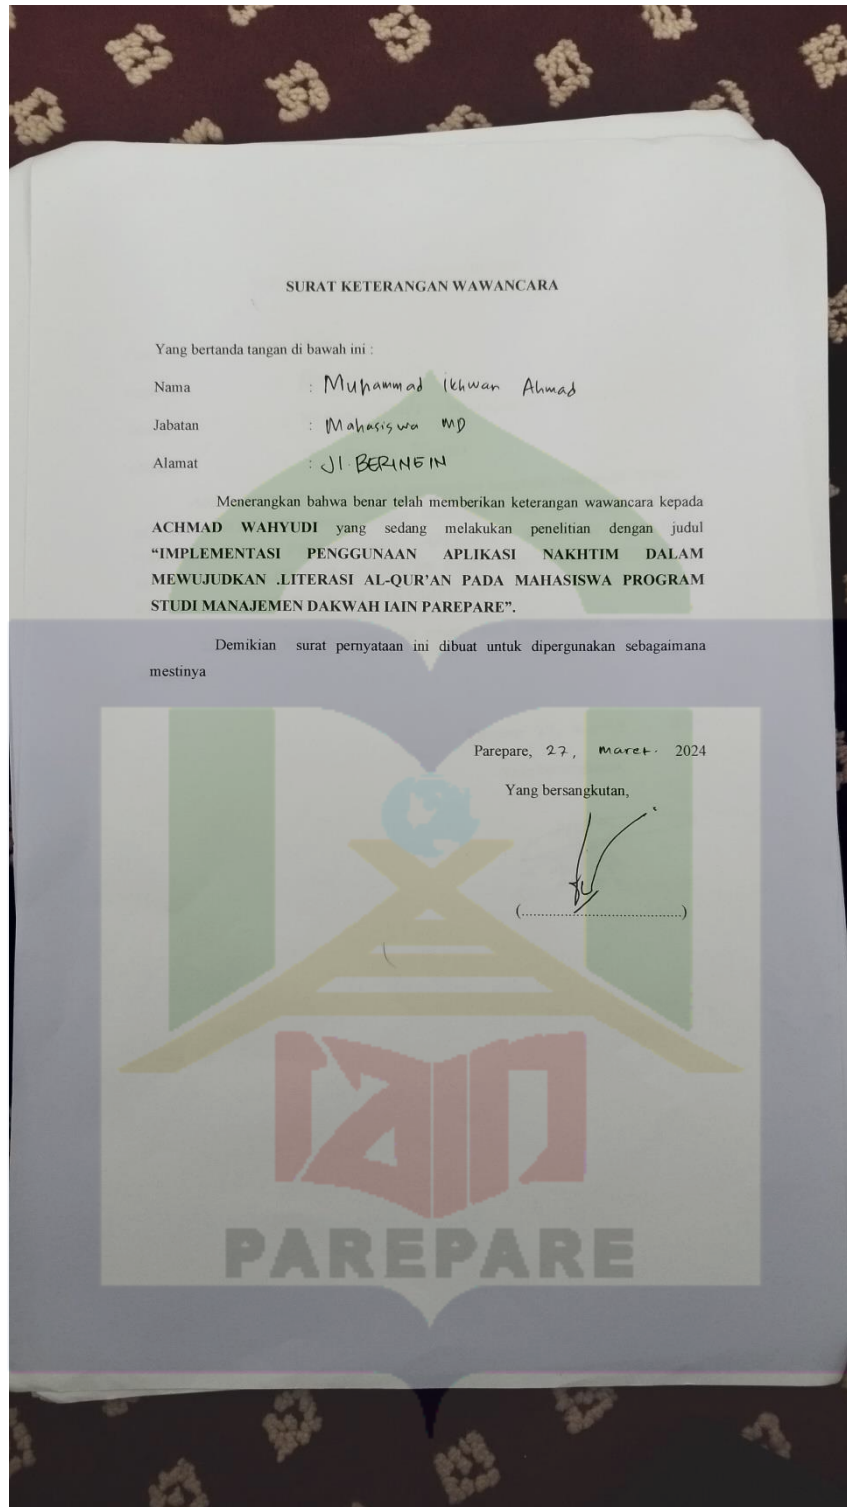 SURAT KETERANGAN WAWANCARA
Yang bertanda tangan di bawah ini :
Nama : Muhammad Ikhwan Ahmad
Jabatan : Mahasiswa MD
Alamat : Jl. BERINGIN
Menerangkan bahwa benar telah memberikan keterangan wawancara kepada
ACHMAD WAHYUDI yang sedang melakukan penelitian dengan judul
“IMPLEMENTASI PENGGUNAAN APLIKASI NAKHTIM DALAM
MEWUJUDKAN .LITERASI AL-QUR’AN PADA MAHASISWA PROGRAM
STUDI MANAJEMEN DAKWAH IAIN PAREPARE”.
Demikian surat pernyataan ini dibuat untuk dipergunakan sebagaimana
mestinya
Parepare, 27, Maret. 2024
Yang bersangkutan,
(........................................)
iain
PAREPARE